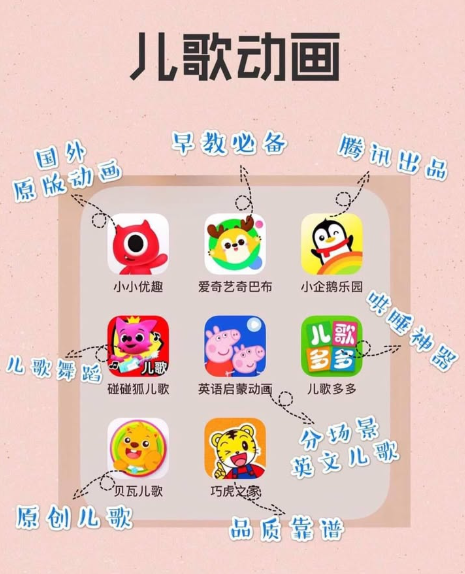 儿歌动画
国外
原版动画
早教必备
腾讯出品
小小优趣
爱奇艺奇巴布
小企鹅乐园
哄睡神器
儿歌舞蹈
儿歌
儿歌
多多
碰碰狐儿歌
英语启蒙动画
儿歌多多
分场景
英文儿歌
贝瓦儿歌
巧虎之家
原创儿歌
品质靠谱